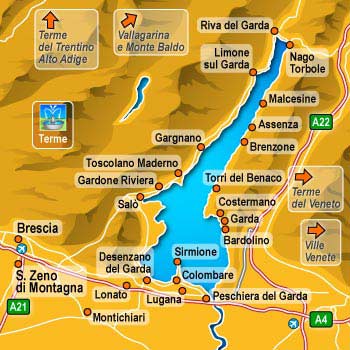 Riva del Garda
Terme
del Trentino
Alto Adige
Vallagarina
e Monte Baldo
Limone
sul Garda
Nago
Torbole
Malcesine
Terme
Assenza
A22
Gargnano
Brenzone
Toscolano Maderno
Gardone Riviera
Torri del Benaco
Terme
del Veneto
Salò
Costermano
Garda
Brescia
Bardolino
Ville
Venete
Sirmione
Desenzano
del Garda
S. Zeno
di Montagna
Colombare
Lonato
Lugana
Peschiera del Garda
A21
Montichiari
A4